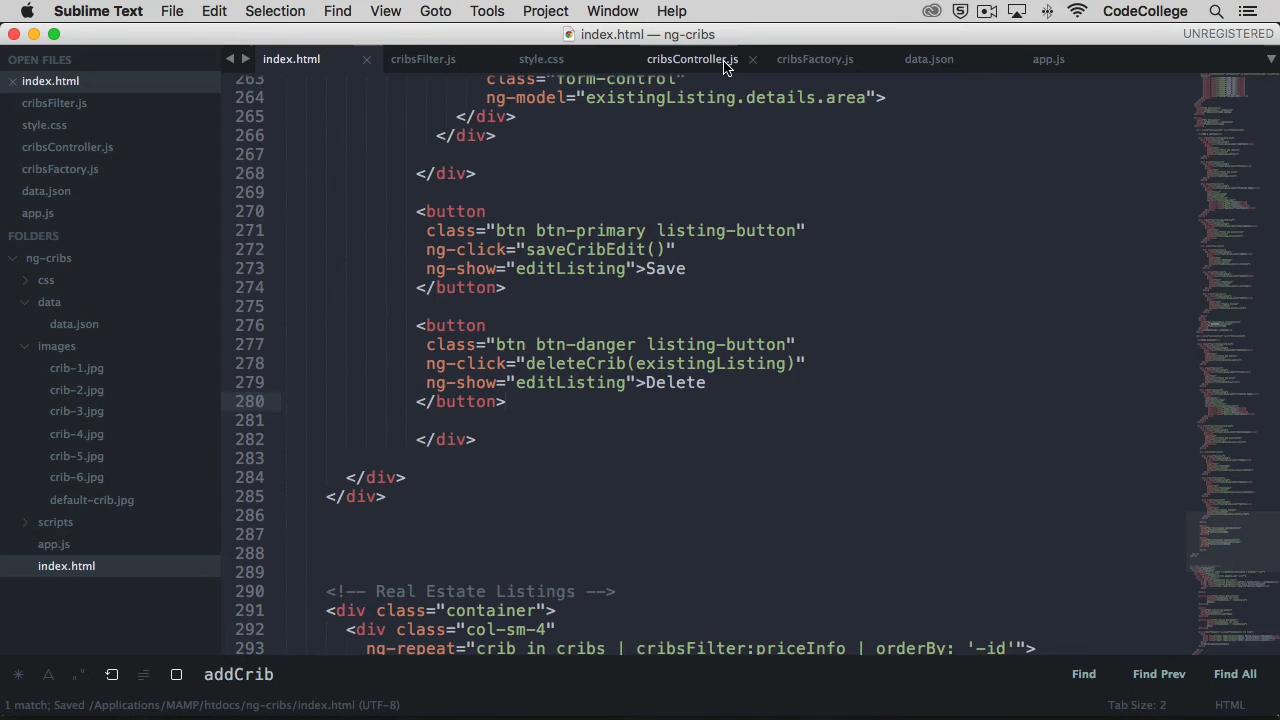 Sublime Text File Edit Selection Find View Goto Tools Project Window Help CodeCollege
index.html — ng-cribs UNREGISTERED
OPEN FILES
index.html
cribsFilter.js
style.css
cribsController.js
cribsFactory.js
data.json
app.js
FOLDERS
ng-cribs
css
data
data.json
images
crib-1.jpg
crib-2.jpg
crib-3.jpg
crib-4.jpg
crib-5.jpg
crib-6.jpg
default-crib.jpg
scripts
app.js
index.html
index.html cribsFilter.js style.css cribsController.js cribsFactory.js data.json app.js
263 class="form-control"
264 ng-model="existingListing.details.area">
265 </div>
266 </div>
267
268 </div>
269
270 <button
271 class="btn btn-primary listing-button"
272 ng-click="saveCribEdit()"
273 ng-show="editListing">Save
274 </button>
275
276 <button
277 class="btn btn-danger listing-button"
278 ng-click="deleteCrib(existingListing)"
279 ng-show="editListing">Delete
280 </button>
281
282 </div>
283
284 </div>
285 </div>
286
287
288
289
290 <!-- Real Estate Listings -->
291 <div class="container">
292 <div class="col-sm-4"
293 ng-repeat="crib in cribs | cribsFilter:priceInfo | orderBy: '-id'">
addCrib Find Find Prev Find All
1 match; Saved /Applications/MAMP/htdocs/ng-cribs/index.html (UTF-8) Tab Size: 2 HTML